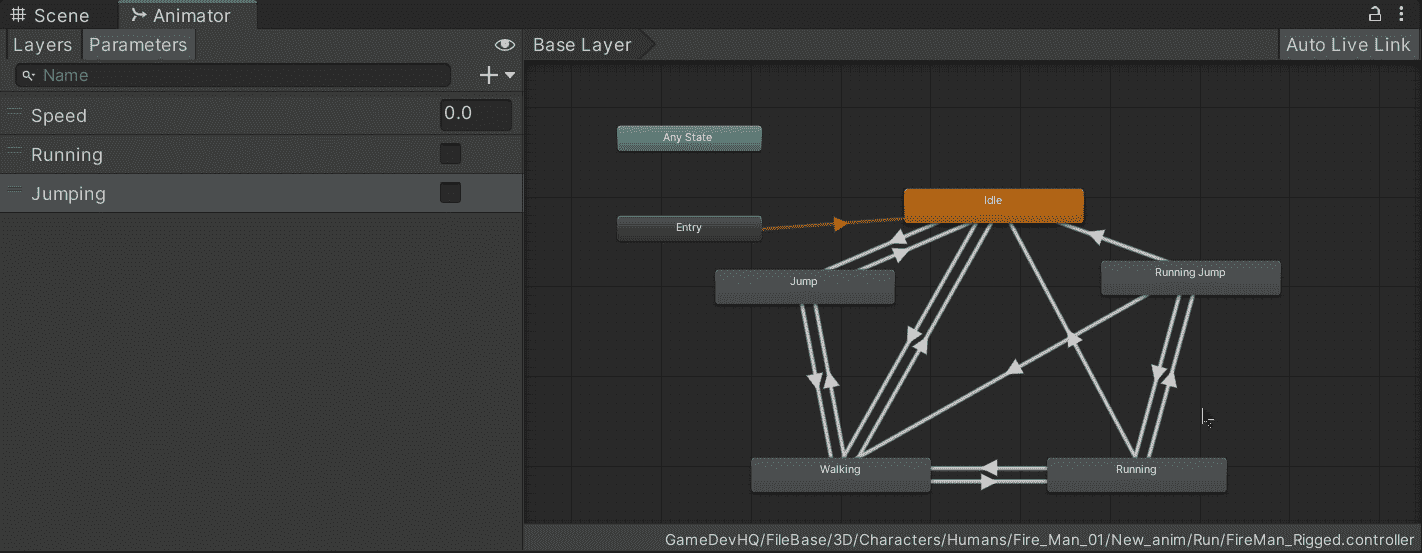 Scene Animator
Layers Parameters
Base Layer
Auto Live Link
Name
Speed 0.0
Running
Jumping
Any State
Idle
Entry
Jump
Running Jump
Walking
Running
GameDevHQ/FileBase/3D/Characters/Humans/Fire_Man_01/New_anim/Run/FireMan_Rigged.controller